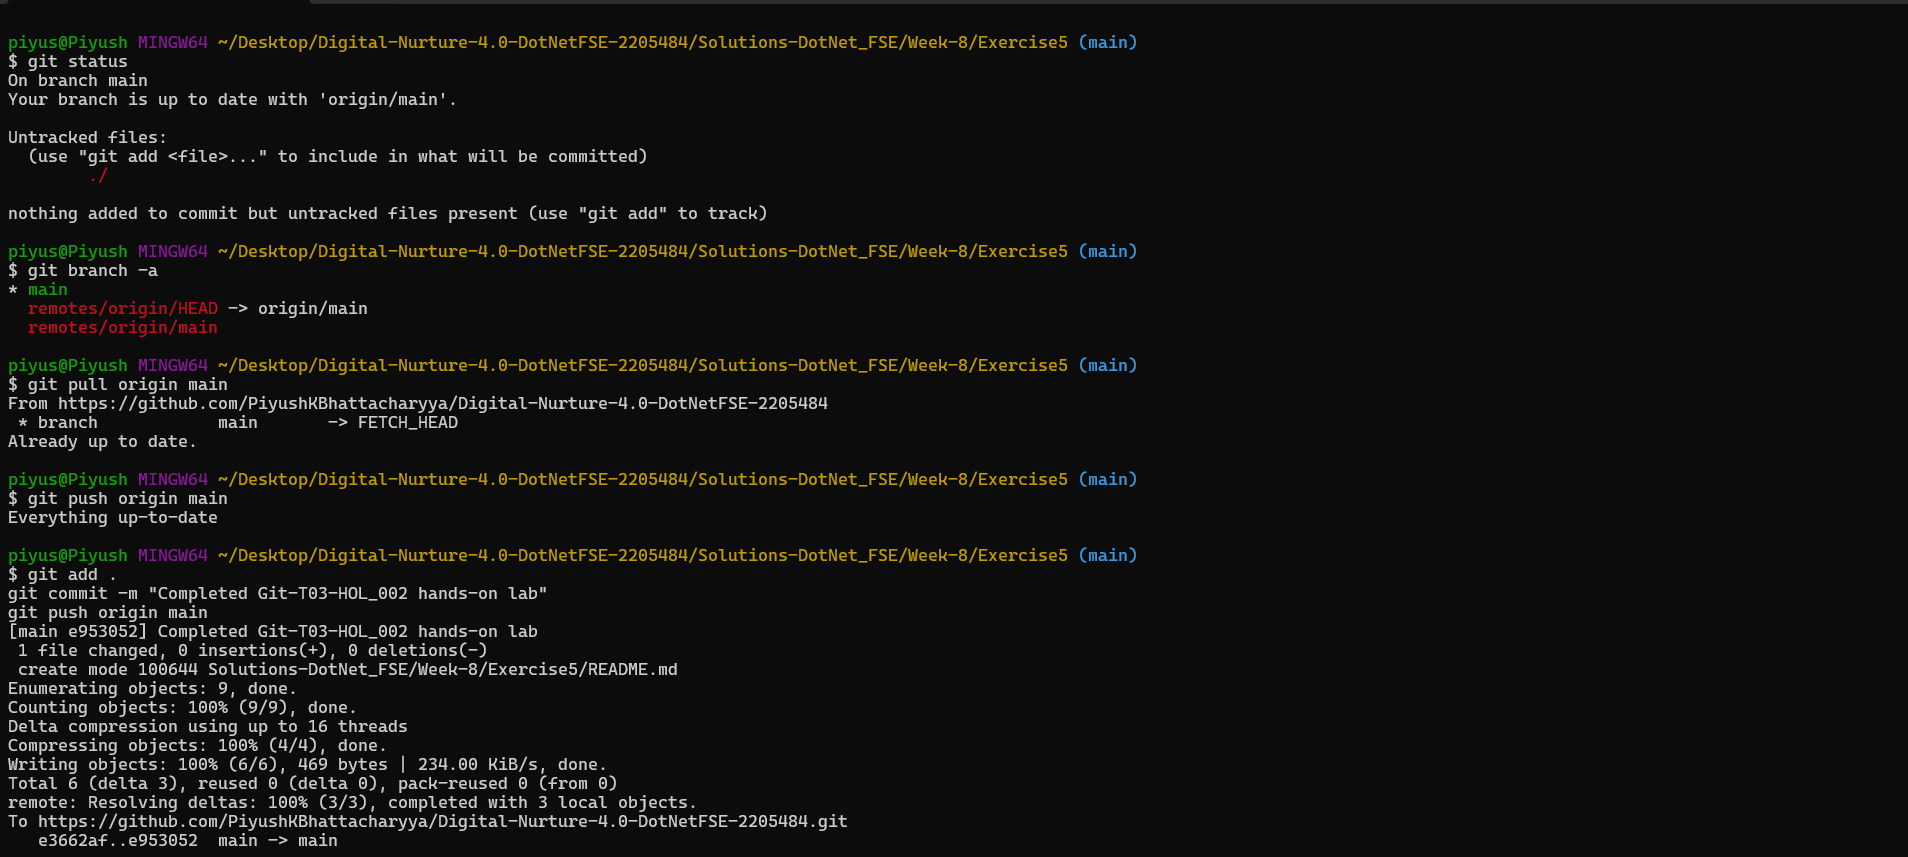 piyus@Piyush MINGW64 ~/Desktop/Digital-Nurture-4.0-DotNetFSE-2205484/Solutions-DotNet_FSE/Week-8/Exercise5 (main)
$ git status
On branch main
Your branch is up to date with 'origin/main'.
Untracked files:
  (use "git add <file>..." to include in what will be committed)
        ./
nothing added to commit but untracked files present (use "git add" to track)
piyus@Piyush MINGW64 ~/Desktop/Digital-Nurture-4.0-DotNetFSE-2205484/Solutions-DotNet_FSE/Week-8/Exercise5 (main)
$ git branch -a
* main
  remotes/origin/HEAD -> origin/main
  remotes/origin/main
piyus@Piyush MINGW64 ~/Desktop/Digital-Nurture-4.0-DotNetFSE-2205484/Solutions-DotNet_FSE/Week-8/Exercise5 (main)
$ git pull origin main
From https://github.com/PiyushKBhattacharyya/Digital-Nurture-4.0-DotNetFSE-2205484
 * branch            main       -> FETCH_HEAD
Already up to date.
piyus@Piyush MINGW64 ~/Desktop/Digital-Nurture-4.0-DotNetFSE-2205484/Solutions-DotNet_FSE/Week-8/Exercise5 (main)
$ git push origin main
Everything up-to-date
piyus@Piyush MINGW64 ~/Desktop/Digital-Nurture-4.0-DotNetFSE-2205484/Solutions-DotNet_FSE/Week-8/Exercise5 (main)
$ git add .
git commit -m "Completed Git-T03-HOL_002 hands-on lab"
git push origin main
[main e953052] Completed Git-T03-HOL_002 hands-on lab
 1 file changed, 0 insertions(+), 0 deletions(-)
 create mode 100644 Solutions-DotNet_FSE/Week-8/Exercise5/README.md
Enumerating objects: 9, done.
Counting objects: 100% (9/9), done.
Delta compression using up to 16 threads
Compressing objects: 100% (4/4), done.
Writing objects: 100% (6/6), 469 bytes | 234.00 KiB/s, done.
Total 6 (delta 3), reused 0 (delta 0), pack-reused 0 (from 0)
remote: Resolving deltas: 100% (3/3), completed with 3 local objects.
To https://github.com/PiyushKBhattacharyya/Digital-Nurture-4.0-DotNetFSE-2205484.git
   e3662af..e953052  main -> main